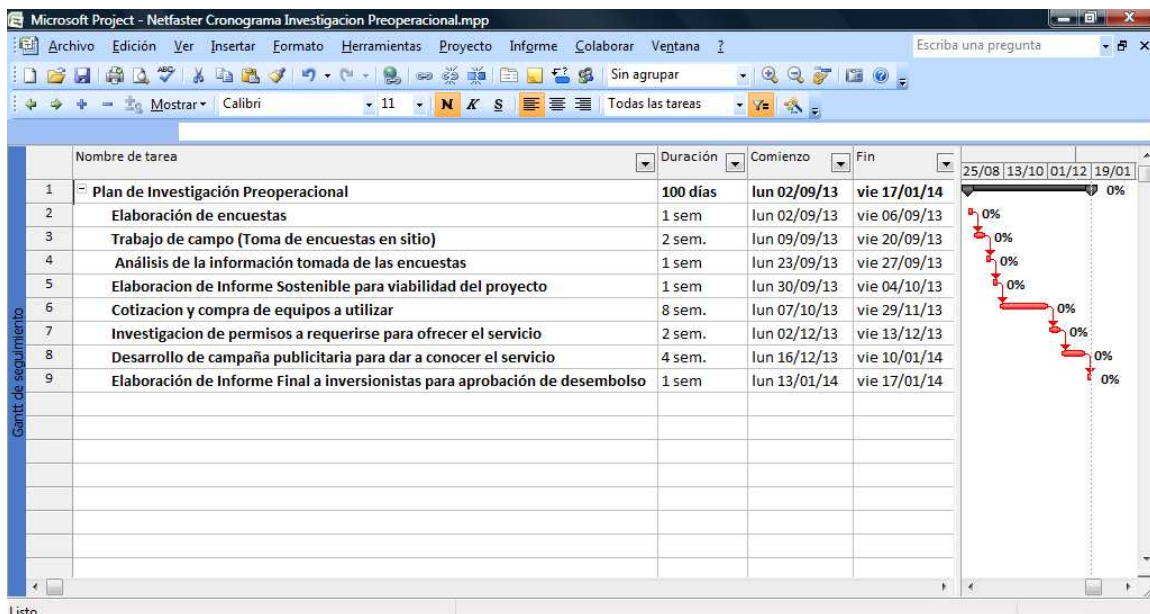 Microsoft Project - Netfaster Cronograma Investigacion Preoperacional.mpp
Archivo Edición Ver Insertar Formato Herramientas Proyecto Informe Colaborar Ventana ? Escriba una pregunta
Sin agrupar
Mostrar Calibri 11 N K S Todas las tareas
Nombre de tarea Duración Comienzo Fin
25/08 13/10 01/12 19/01
1 Plan de Investigación Preoperacional 100 días lun 02/09/13 vie 17/01/14 0%
2 Elaboración de encuestas 1 sem lun 02/09/13 vie 06/09/13 0%
3 Trabajo de campo (Toma de encuestas en sitio) 2 sem. lun 09/09/13 vie 20/09/13 0%
4 Análisis de la información tomada de las encuestas 1 sem lun 23/09/13 vie 27/09/13 0%
5 Elaboracion de Informe Sostenible para viabilidad del proyecto 1 sem lun 30/09/13 vie 04/10/13 0%
6 Cotizacion y compra de equipos a utilizar 8 sem. lun 07/10/13 vie 29/11/13 0%
7 Investigacion de permisos a requerirse para ofrecer el servicio 2 sem. lun 02/12/13 vie 13/12/13 0%
8 Desarrollo de campaña publicitaria para dar a conocer el servicio 4 sem. lun 16/12/13 vie 10/01/14 0%
9 Elaboración de Informe Final a inversionistas para aprobación de desembolso 1 sem lun 13/01/14 vie 17/01/14 0%
Gantt de seguimiento
Listo